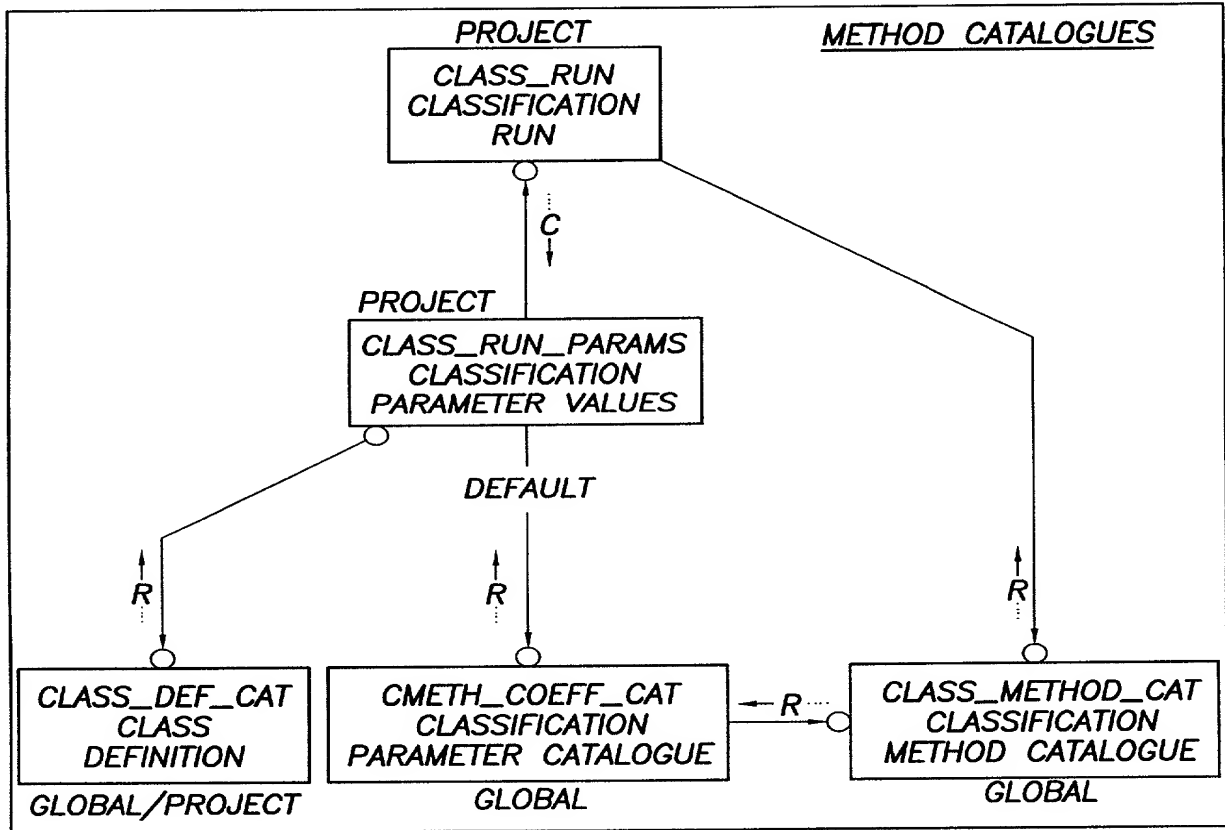 PROJECT
METHOD CATALOGUES
CLASS_RUN
CLASSIFICATION
RUN
C
PROJECT
CLASS_RUN_PARAMS
CLASSIFICATION
PARAMETER VALUES
DEFAULT
R
R
R
CLASS_DEF_CAT
CLASS
DEFINITION
GLOBAL/PROJECT
CMETH_COEFF_CAT
CLASSIFICATION
PARAMETER CATALOGUE
GLOBAL
R
CLASS_METHOD_CAT
CLASSIFICATION
METHOD CATALOGUE
GLOBAL